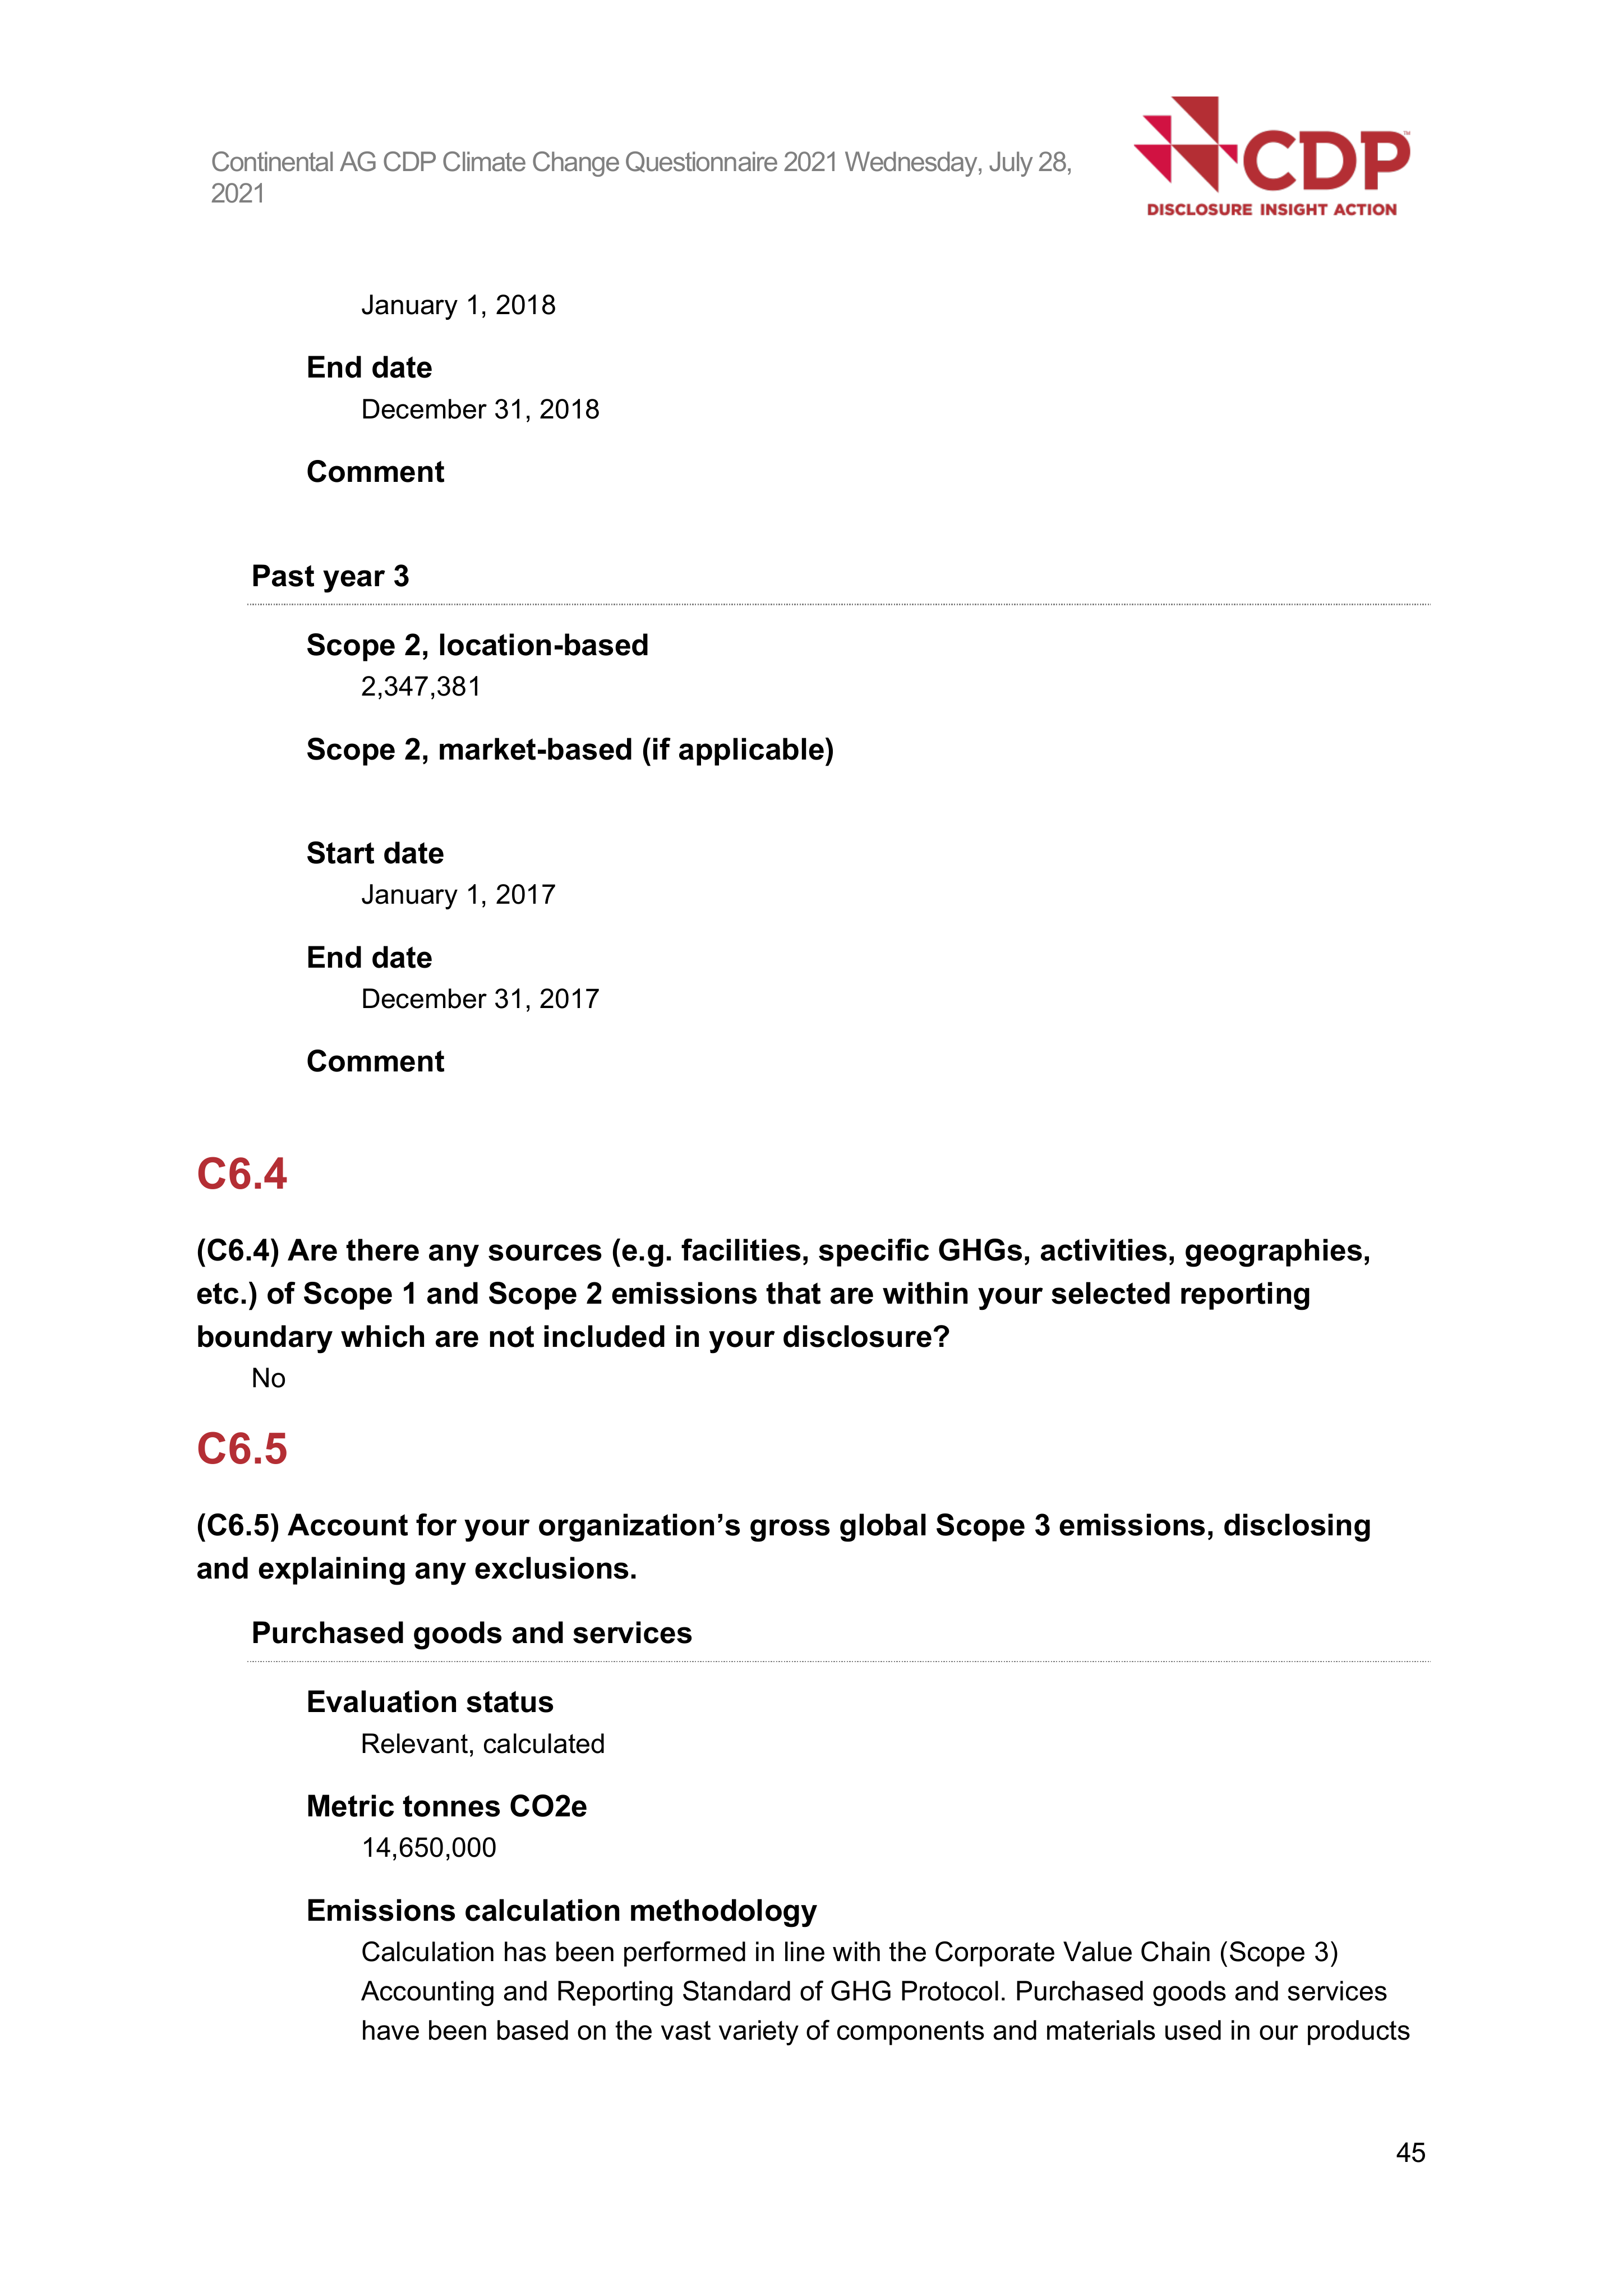 Continental AG CDP Climate Change Questionnaire 2021 Wednesday, July 28,
2021
CDP™
DISCLOSURE INSIGHT ACTION
January 1, 2018
End date
December 31, 2018
Comment
Past year 3
Scope 2, location-based
2,347,381
Scope 2, market-based (if applicable)
Start date
January 1, 2017
End date
December 31, 2017
Comment
C6.4
(C6.4) Are there any sources (e.g. facilities, specific GHGs, activities, geographies,
etc.) of Scope 1 and Scope 2 emissions that are within your selected reporting
boundary which are not included in your disclosure?
No
C6.5
(C6.5) Account for your organization’s gross global Scope 3 emissions, disclosing
and explaining any exclusions.
Purchased goods and services
Evaluation status
Relevant, calculated
Metric tonnes CO2e
14,650,000
Emissions calculation methodology
Calculation has been performed in line with the Corporate Value Chain (Scope 3)
Accounting and Reporting Standard of GHG Protocol. Purchased goods and services
have been based on the vast variety of components and materials used in our products
45